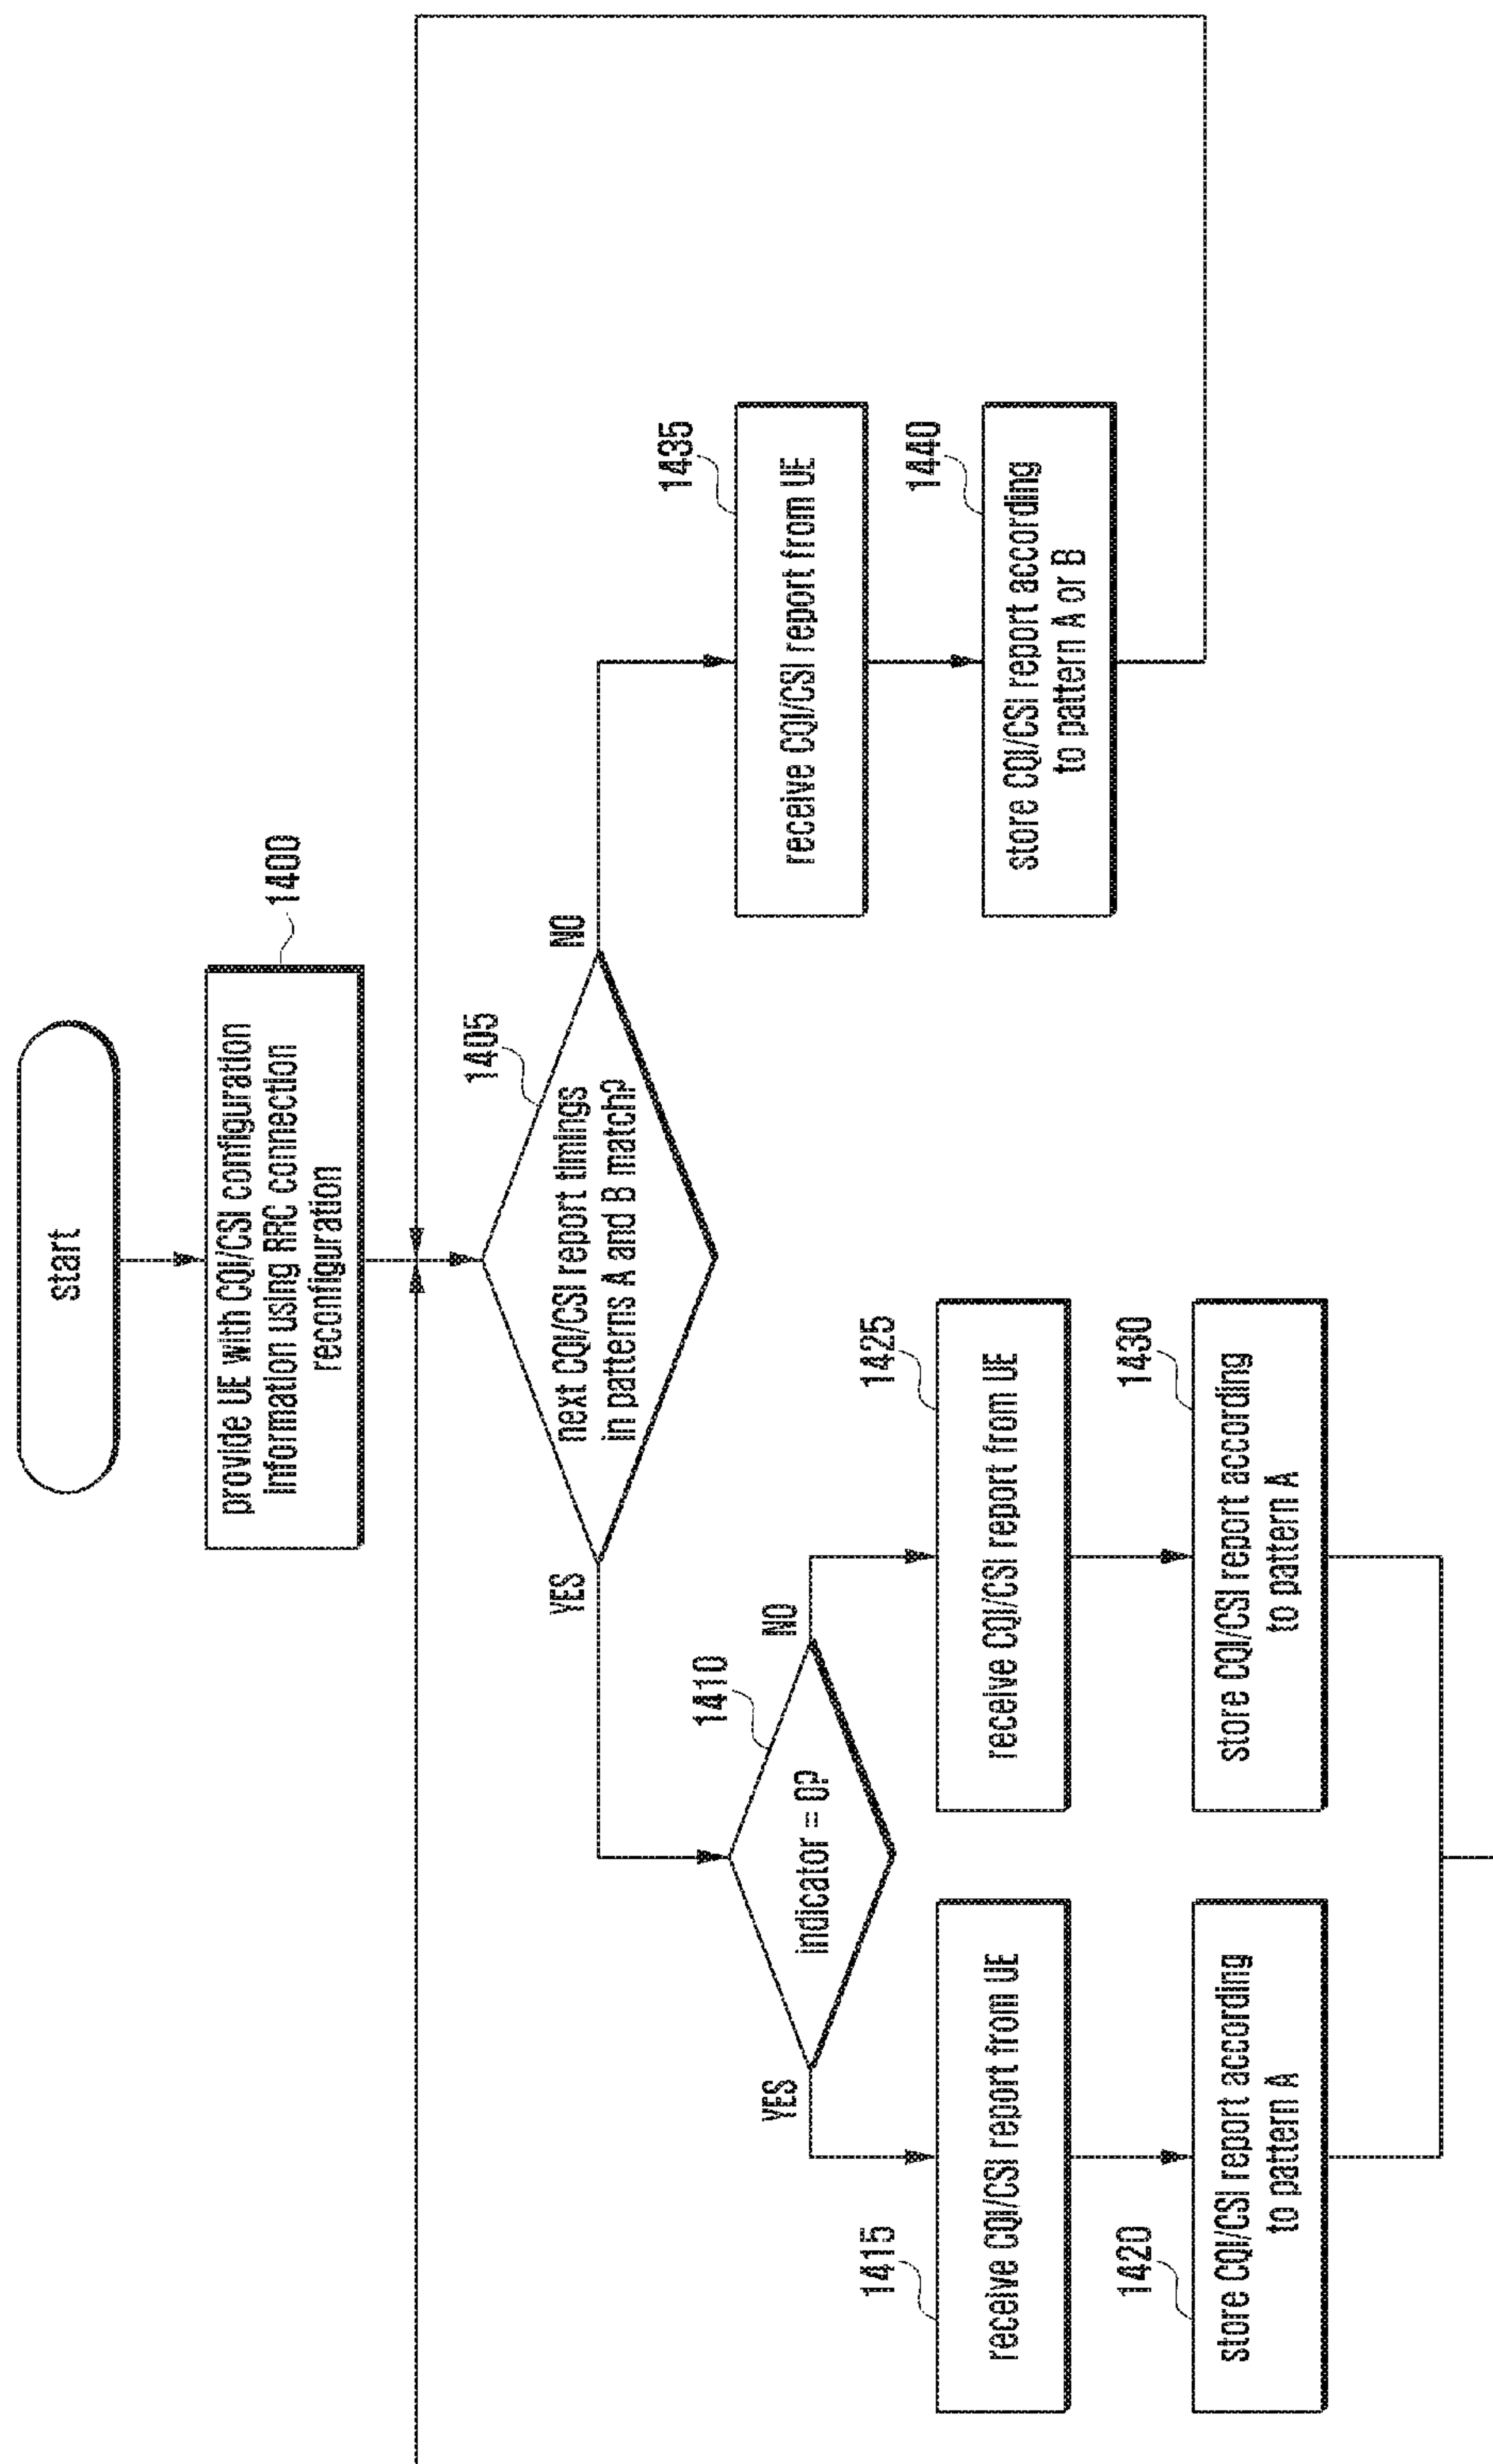 start
1400
provide UE with CQI/CSI configuration
information using RRC connection
reconfiguration
1405
next CQI/CSI report timings
in patterns A and B match?
YES
NO
1410
indicator = 0?
YES
NO
1415
receive CQI/CSI report from UE
1420
store CQI/CSI report according
to pattern A
1425
receive CQI/CSI report from UE
1430
store CQI/CSI report according
to pattern A
1435
receive CQI/CSI report from UE
1440
store CQI/CSI report according
to pattern A or B